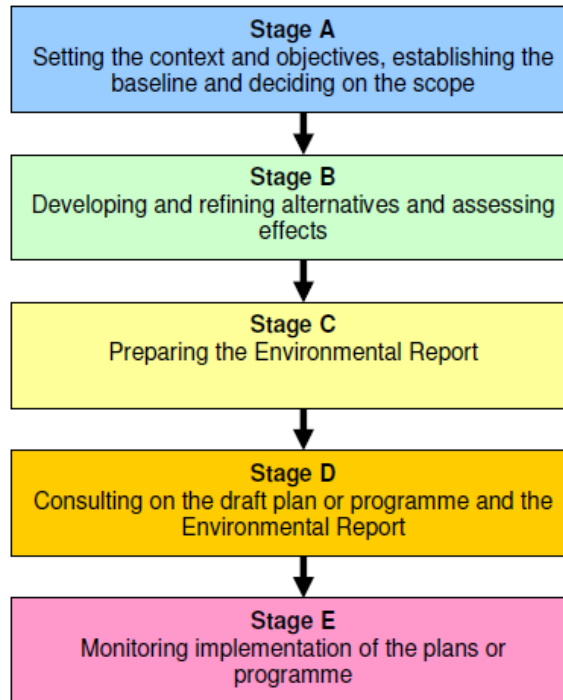 Stage A
Setting the context and objectives, establishing the
baseline and deciding on the scope
Stage B
Developing and refining alternatives and assessing
effects
Stage C
Preparing the Environmental Report
Stage D
Consulting on the draft plan or programme and the
Environmental Report
Stage E
Monitoring implementation of the plans or
programme